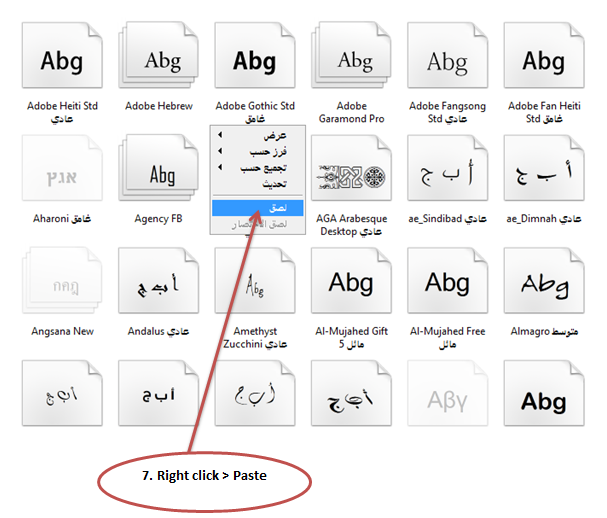 Abg
Abg
Abg
Abg
Abg
Abg
Adobe Heiti Std
عادي
Adobe Hebrew
Adobe Gothic Std
غامق
Adobe
Garamond Pro
Adobe Fangsong
Std عادي
Adobe Fan Heiti
Std غامق
عرض
فرز حسب
تجميع حسب
تحديث
لصق
لصق الاختصار
Abg
أ ب ج
أ ب ج
Aharoni غامق
Agency FB
AGA Arabesque
Desktop عادي
ae_Sindibad عادي
ae_Dimnah عادي
กคฎ
أ ب ج
Abg
Abg
Abg
Abg
Angsana New
Andalus عادي
Amethyst
Zucchini عادي
Al-Mujahed Gift
5 مائل
Al-Mujahed Free
مائل
Almagro متوسط
أ ب ج
أ ب ج
أ ب ج
أ ب ج
Αβγ
Abg
7. Right click > Paste